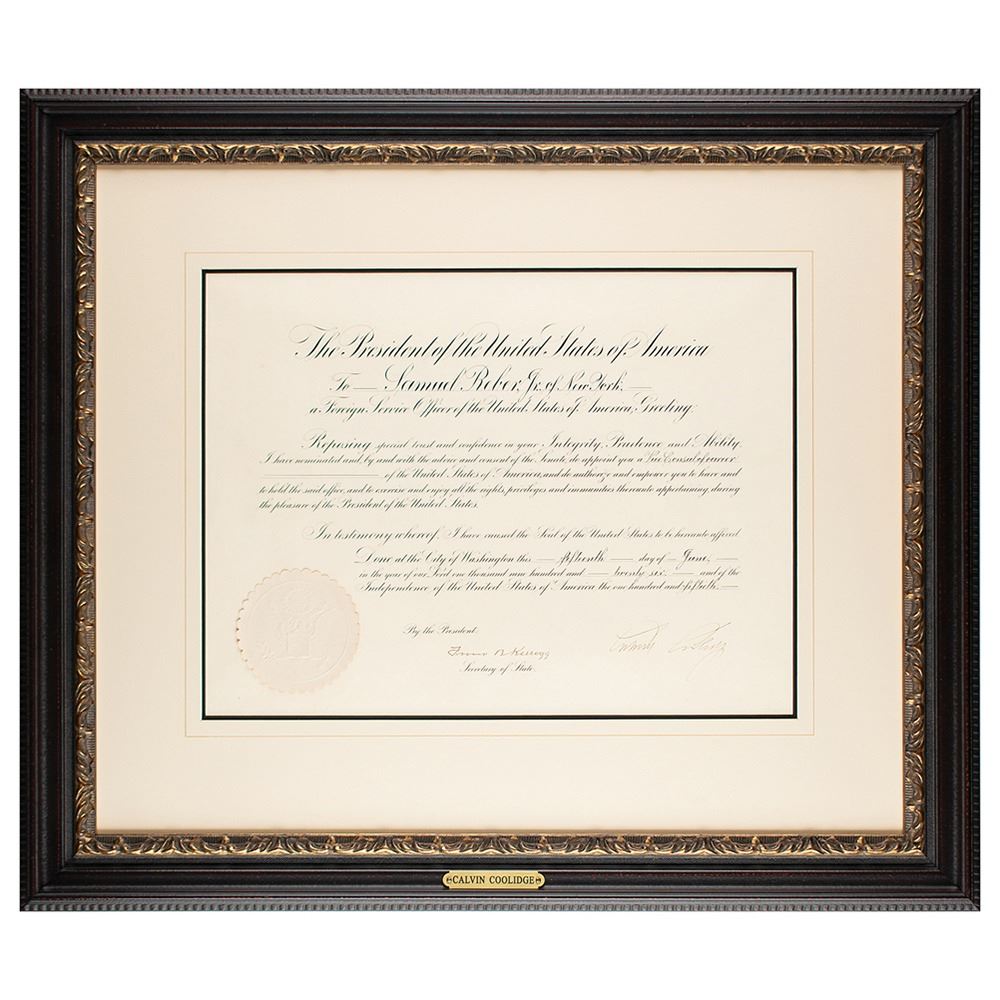 The President of the United States of America
To — Samuel Reber, Jr. of New York. —
a Foreign Service Officer of the United States of America, Greeting:
Reposing special trust and confidence in your Integrity, Prudence and Ability
I have nominated and, by and with the advice and consent of the Senate, do appoint you a Vice Consul of career
of the United States of America, and do authorize and empower you to have and
to hold the said office, and to exercise and enjoy all the rights, privileges and immunities thereunto appertaining, during
the pleasure of the President of the United States.
In testimony whereof, I have caused the Seal of the United States to be hereunto affixed.
Done at the City of Washington this — fifteenth — day of June, —
in the year of our Lord one thousand nine hundred and — twenty six, — and of the
Independence of the United States of America the one hundred and fiftieth. —
By the President:
Calvin Coolidge
Frank B. Kellogg
Secretary of State.
CALVIN COOLIDGE